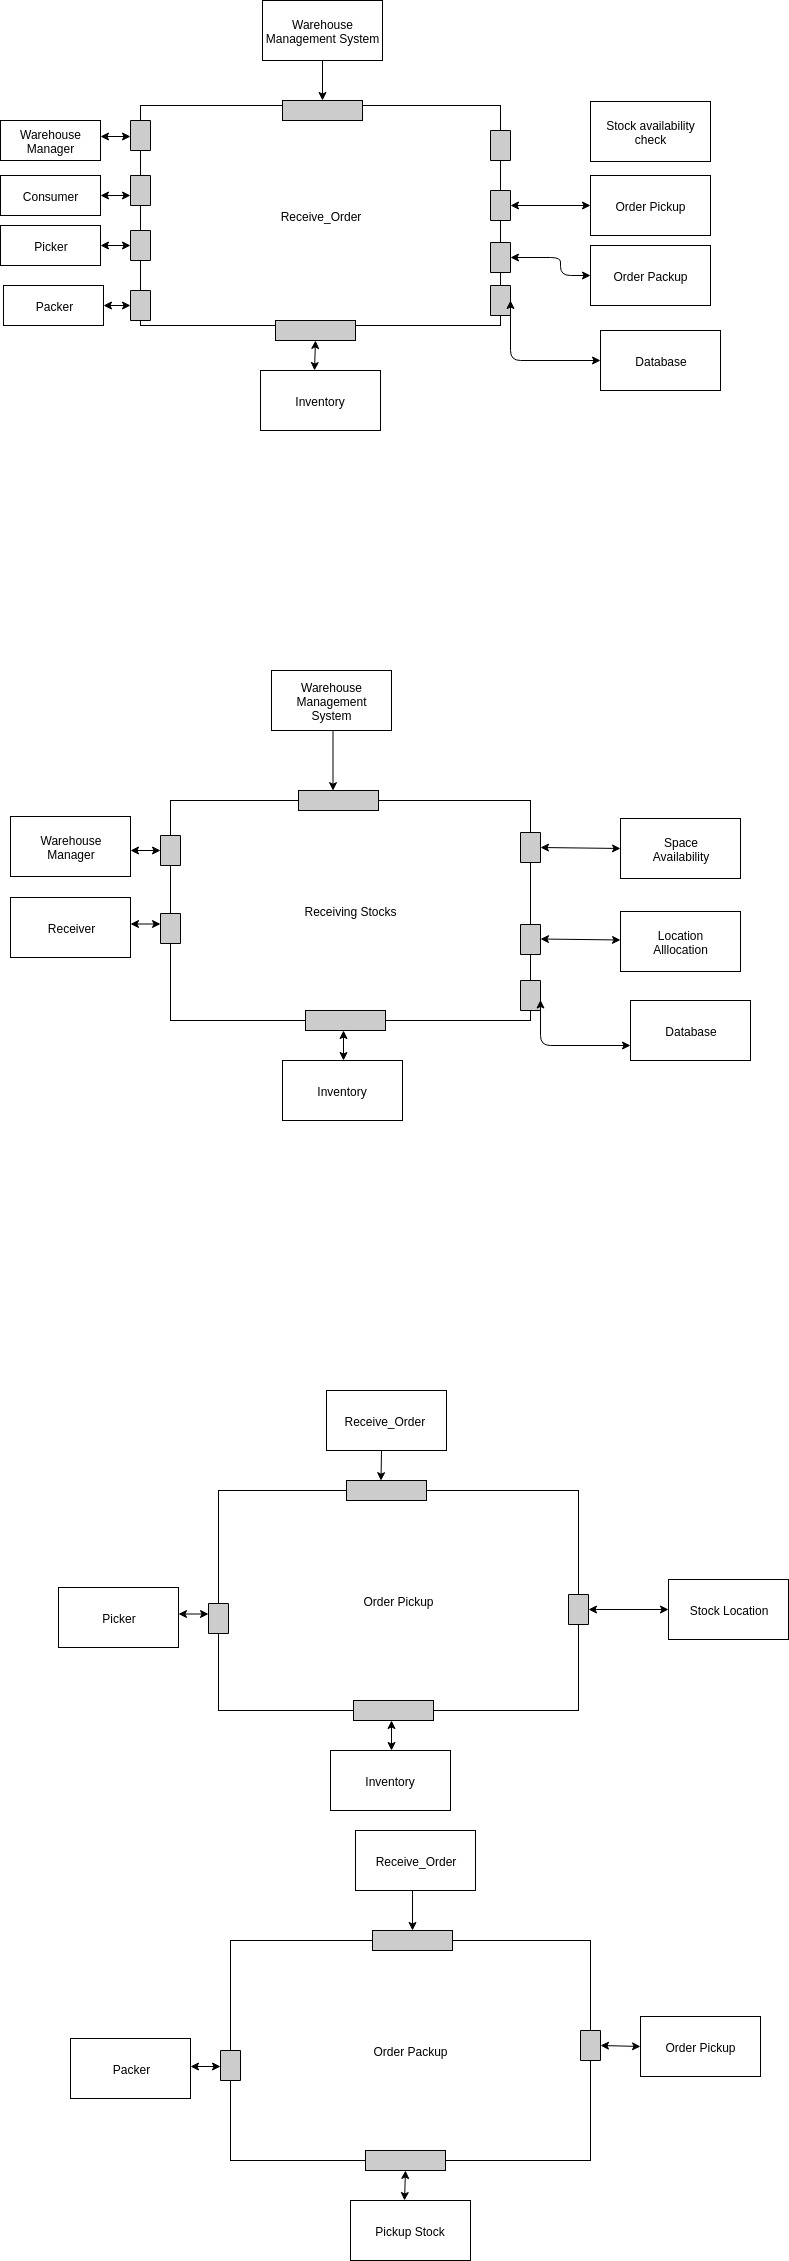 Warehouse
Management System
Warehouse
Manager
Stock availability
check
Consumer
Receive_Order
Order Pickup
Picker
Order Packup
Packer
Database
Inventory
Warehouse
Management
System
Warehouse
Manager
Space
Availability
Receiver
Receiving Stocks
Location
Alllocation
Database
Inventory
Receive_Order
Picker
Order Pickup
Stock Location
Inventory
Receive_Order
Packer
Order Packup
Order Pickup
Pickup Stock